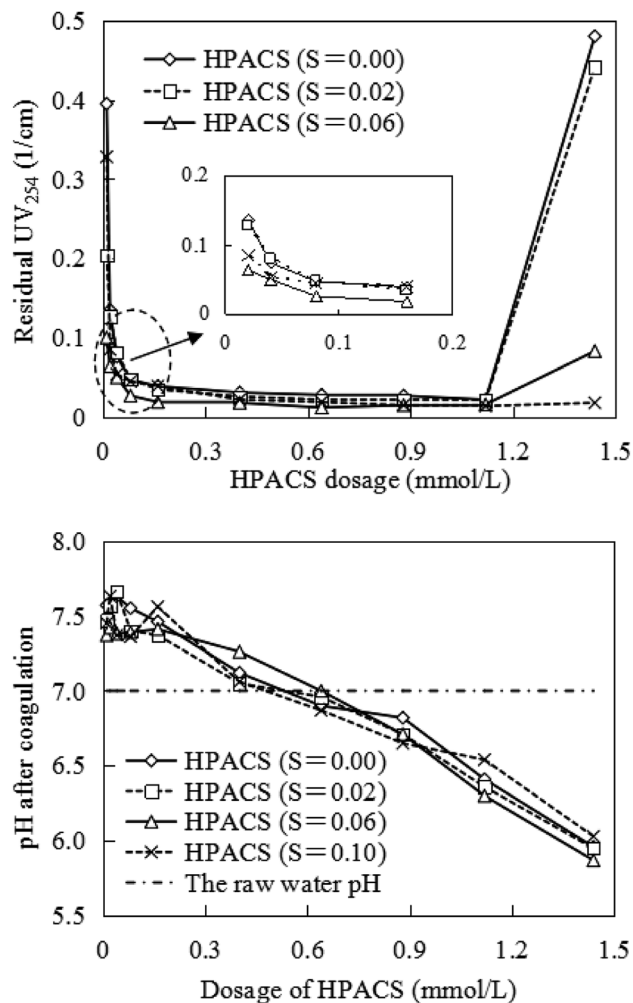 0.5
0.4
0.3
0.2
0.1
0
Residual UV254 (1/cm)
HPACS (S=0.00)
HPACS (S=0.02)
HPACS (S=0.06)
0.2
0.1
0
0 0.1 0.2
0 0.3 0.6 0.9 1.2 1.5
HPACS dosage (mmol/L)
8.0
7.5
7.0
6.5
6.0
5.5
pH after coagulation
HPACS (S=0.00)
HPACS (S=0.02)
HPACS (S=0.06)
HPACS (S=0.10)
The raw water pH
0 0.3 0.6 0.9 1.2 1.5
Dosage of HPACS (mmol/L)